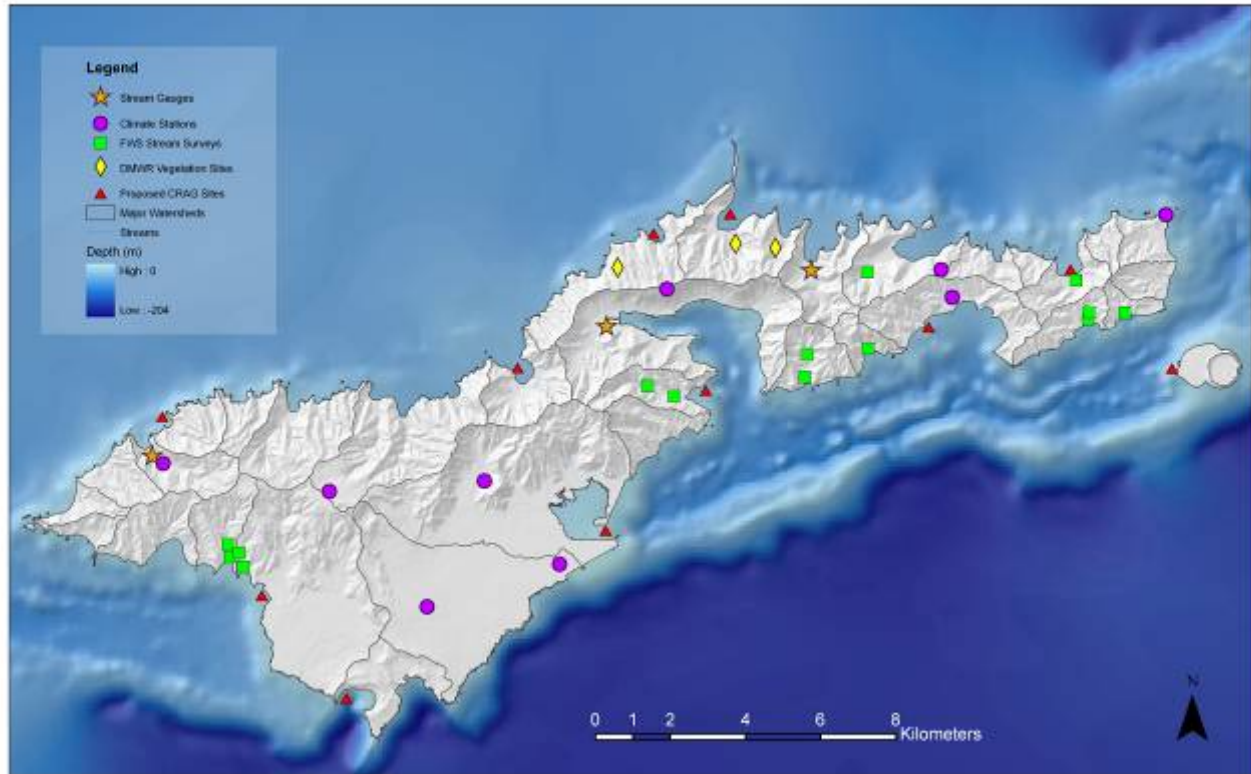 Legend
Stream Gauges
Climate Stations
FWS Stream Surveys
DMWR Vegetation Sites
Proposed CRAG Sites
Major Watersheds
Streams
Depth (m)
High : 0
Low : -204
N
0 1 2 4 6 8
Kilometers